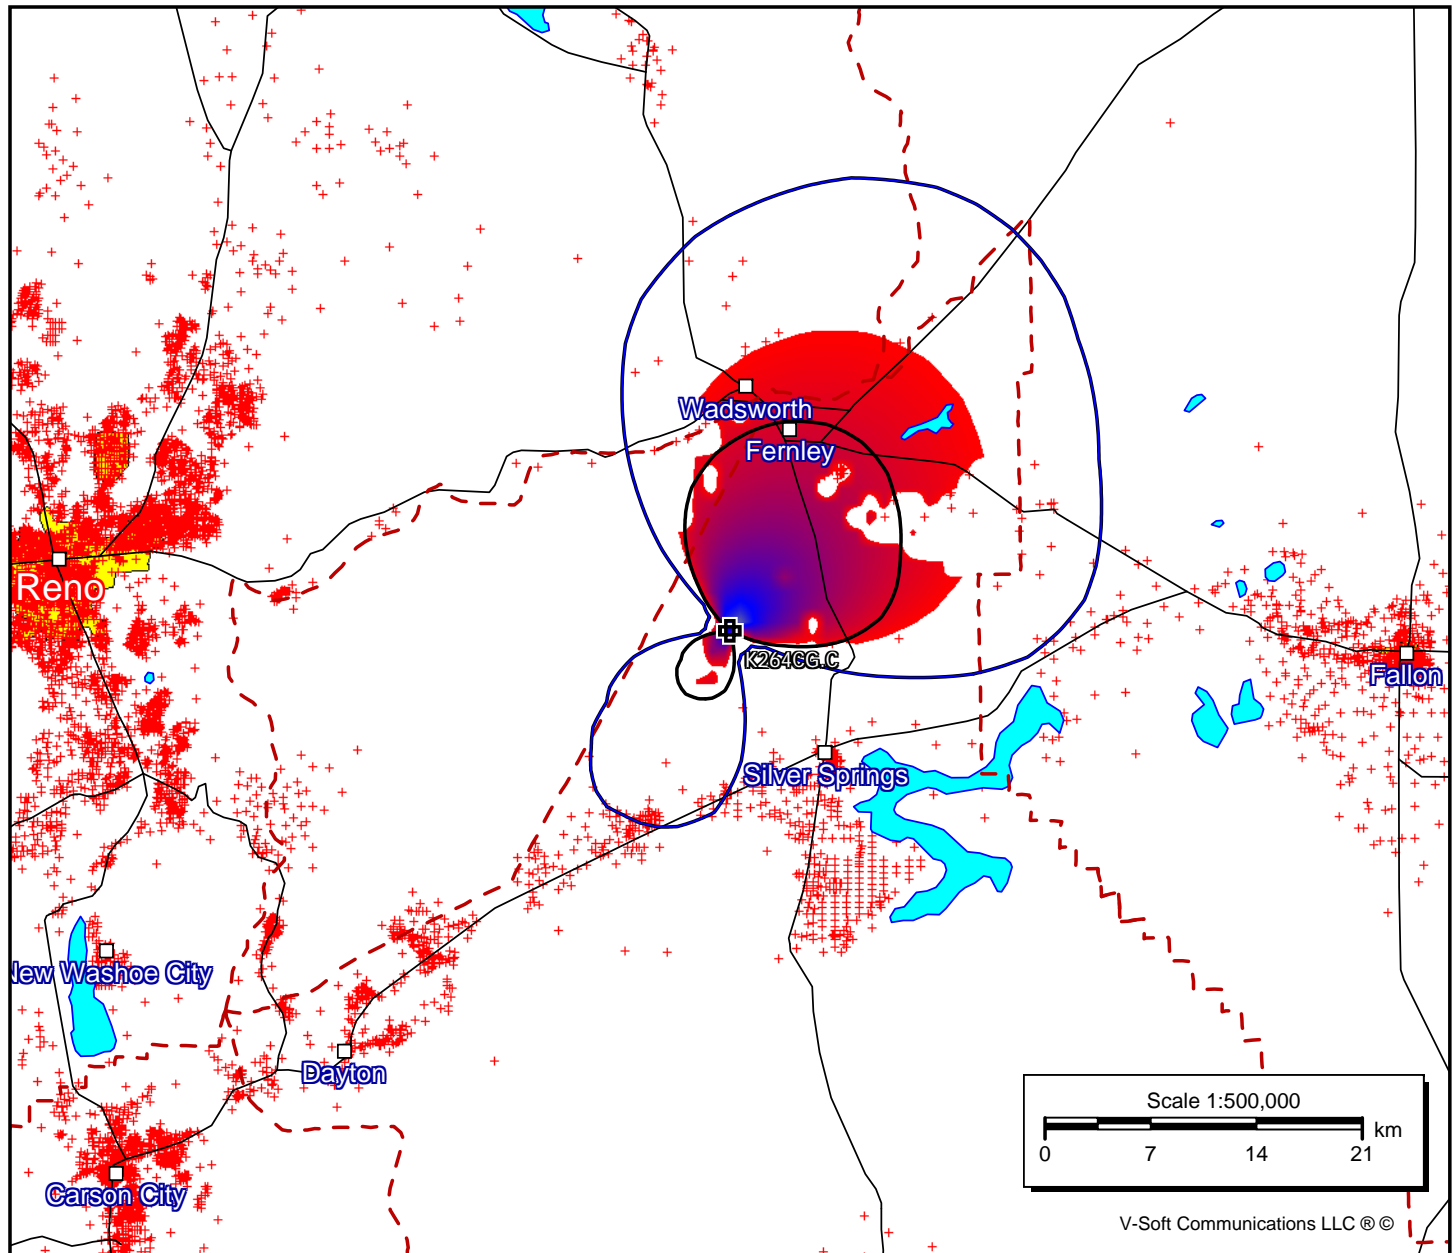 Wadsworth
Fernley
Reno
K264CG.C
Fallon
Silver Springs
New Washoe City
Dayton
Carson City
Scale 1:500,000
km
0 7 14 21
V-Soft Communications LLC ® ©